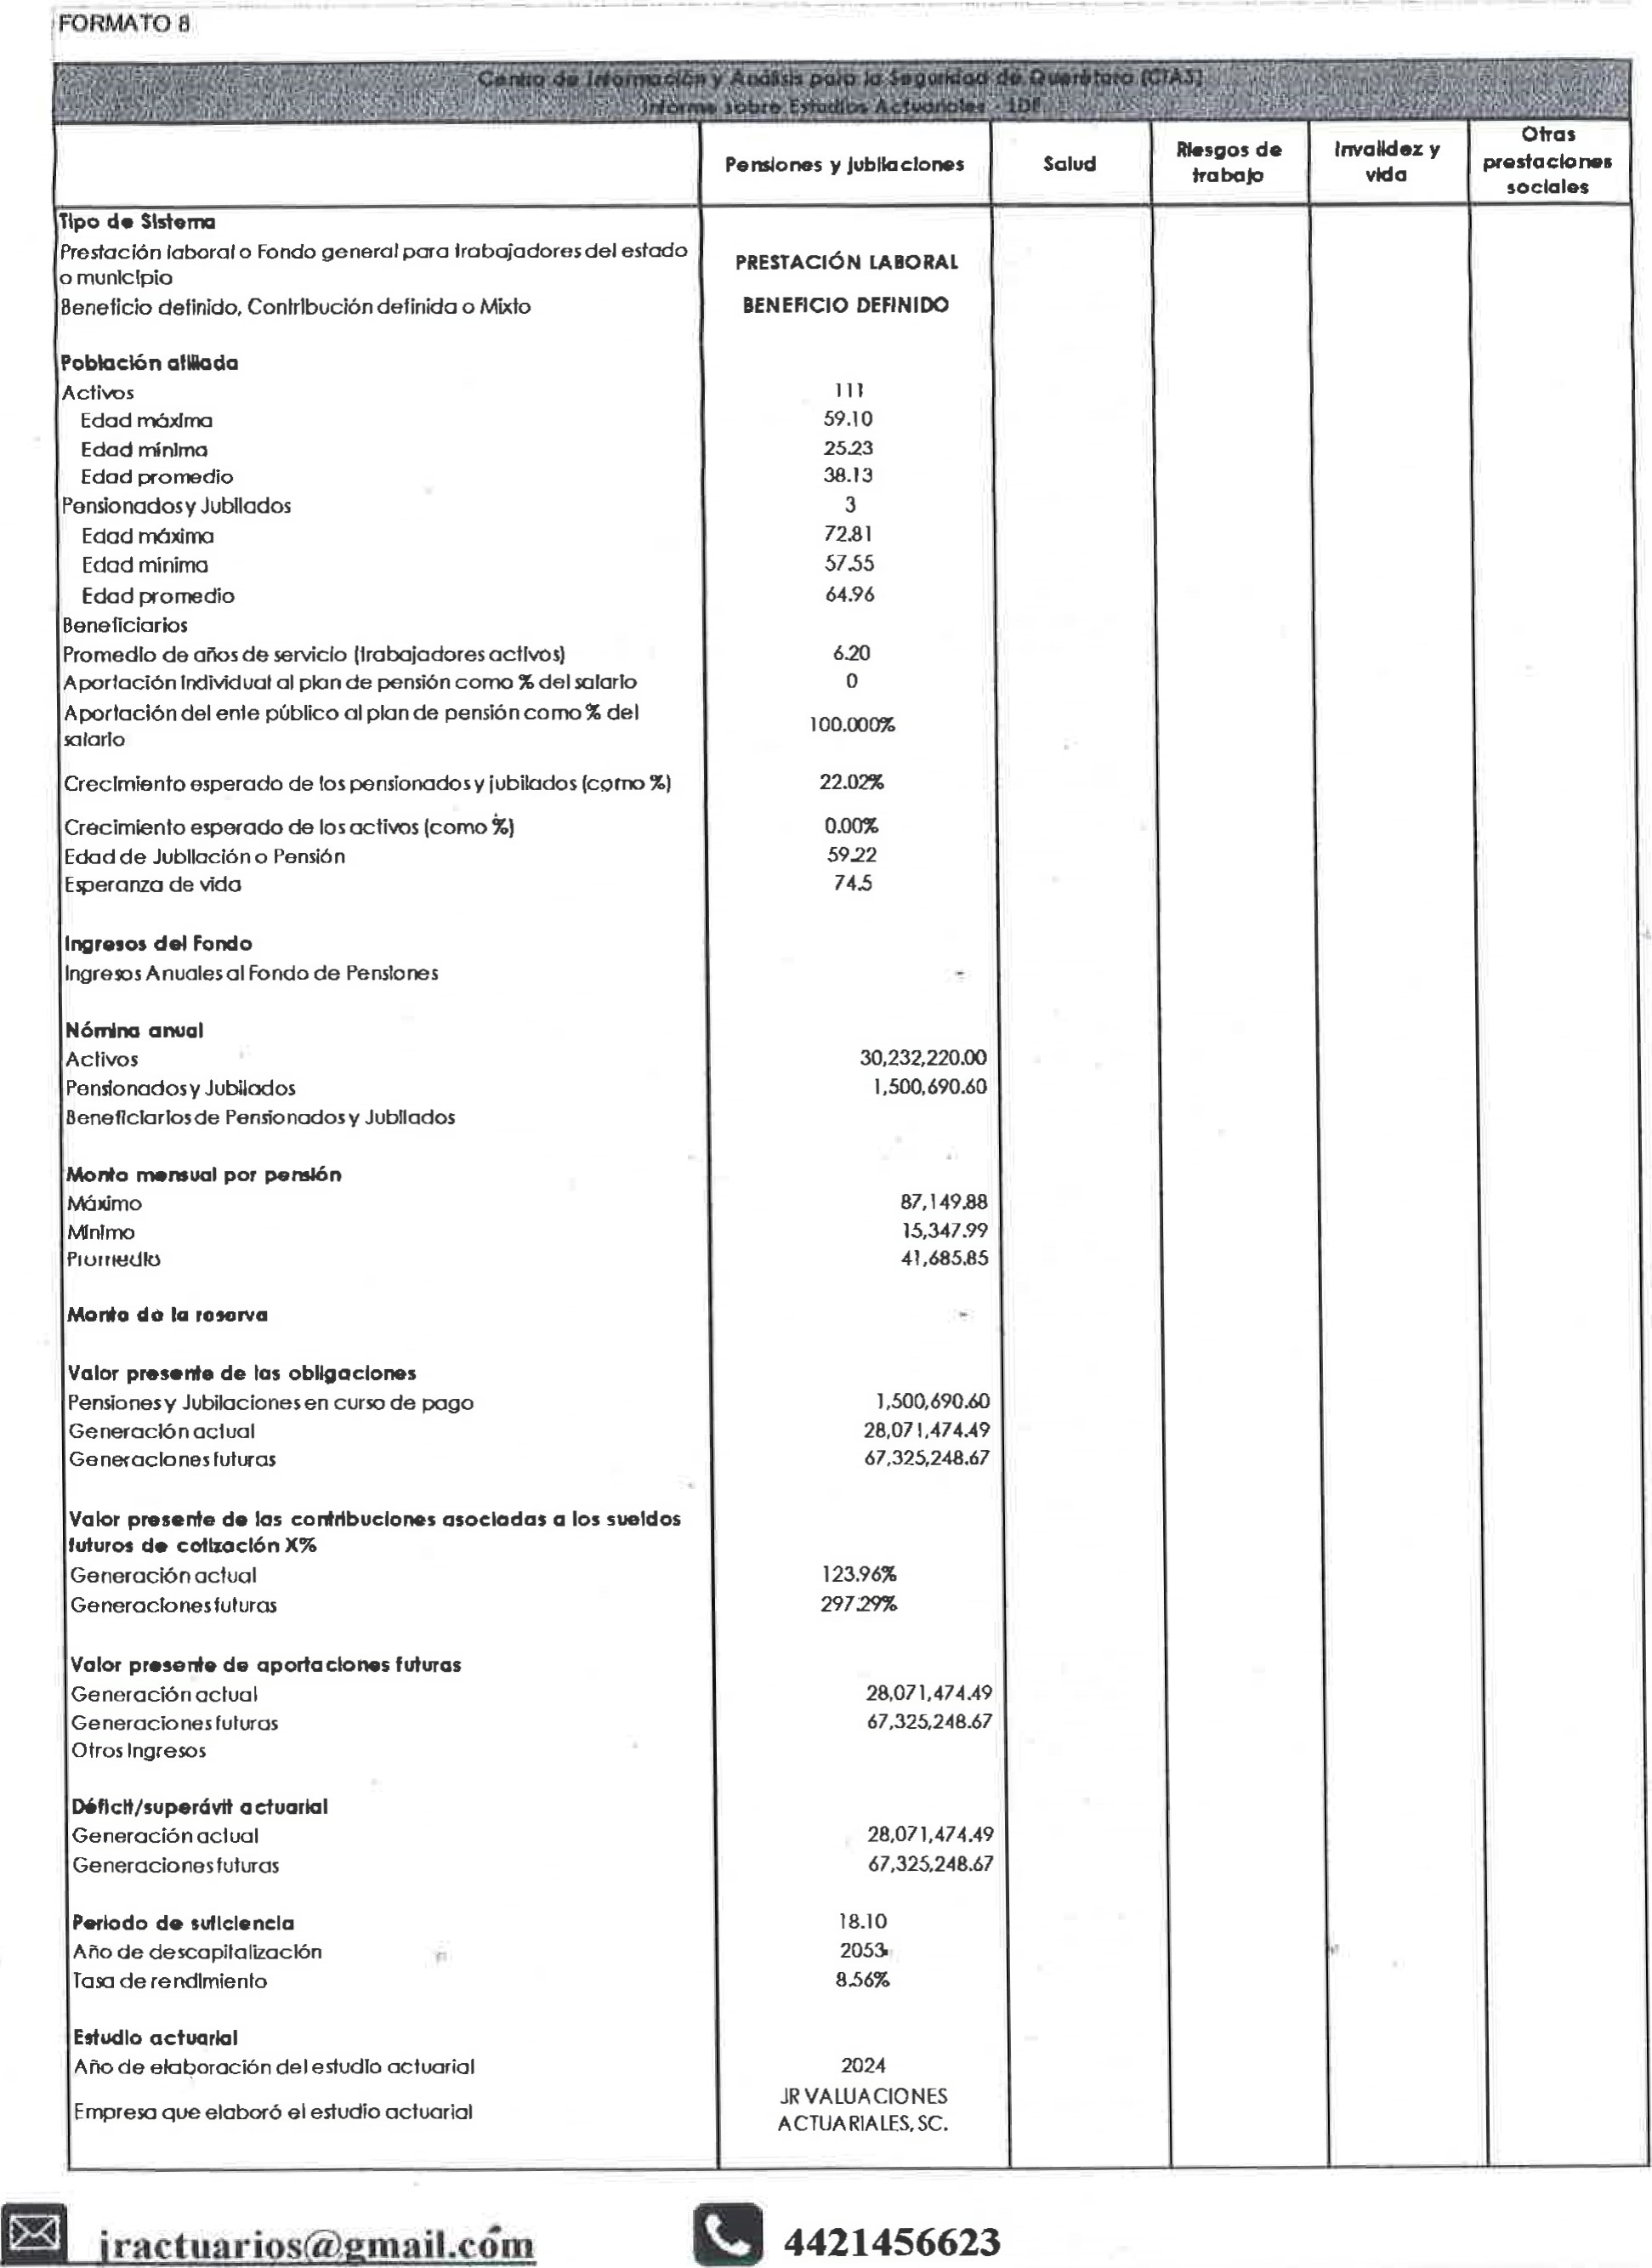 FORMATO 8
Centro de Información y Análisis para la Seguridad de Querétaro (CIAS)
Informe sobre Estudios Actuariales - LDF
Pensiones y jubilaciones
Salud
Riesgos de
trabajo
Invalidez y
vida
Otras
prestaciones
sociales
Tipo de Sistema
Prestación laboral o Fondo general para trabajadores del estado
o municipio
PRESTACIÓN LABORAL
Beneficio definido, Contribución definida o Mixto BENEFICIO DEFINIDO
Población afiliada
Activos 111
Edad máxima 59.10
Edad mínima 25.23
Edad promedio 38.13
Pensionados y Jubilados 3
Edad máxima 72.81
Edad mínima 57.55
Edad promedio 64.96
Beneficiarios
Promedio de años de servicio (trabajadores activos) 6.20
Aportación individual al plan de pensión como % del salario 0
Aportación del ente público al plan de pensión como % del
salario
100.000%
Crecimiento esperado de los pensionados y jubilados (como %) 22.02%
Crecimiento esperado de los activos (como %) 0.00%
Edad de Jubilación o Pensión 59.22
Esperanza de vida 74.5
Ingresos del Fondo
Ingresos Anuales al Fondo de Pensiones -
Nómina anual
Activos 30,232,220.00
Pensionados y Jubilados 1,500,690.60
Beneficiarios de Pensionados y Jubilados
Monto mensual por pensión
Máximo 87,149.88
Mínimo 15,347.99
Promedio 41,685.85
Monto de la reserva -
Valor presente de las obligaciones
Pensiones y Jubilaciones en curso de pago 1,500,690.60
Generación actual 28,071,474.49
Generaciones futuras 67,325,248.67
Valor presente de las contribuciones asociadas a los sueldos
futuros de cotización X%
Generación actual 123.96%
Generaciones futuras 297.29%
Valor presente de aportaciones futuras
Generación actual 28,071,474.49
Generaciones futuras 67,325,248.67
Otros Ingresos
Déficit/superávit actuarial
Generación actual 28,071,474.49
Generaciones futuras 67,325,248.67
Periodo de suficiencia 18.10
Año de descapitalización 2053
Tasa de rendimiento 8.56%
Estudio actuarial
Año de elaboración del estudio actuarial 2024
Empresa que elaboró el estudio actuarial
JR VALUACIONES
ACTUARIALES, SC.
jractuarios@gmail.com 4421456623